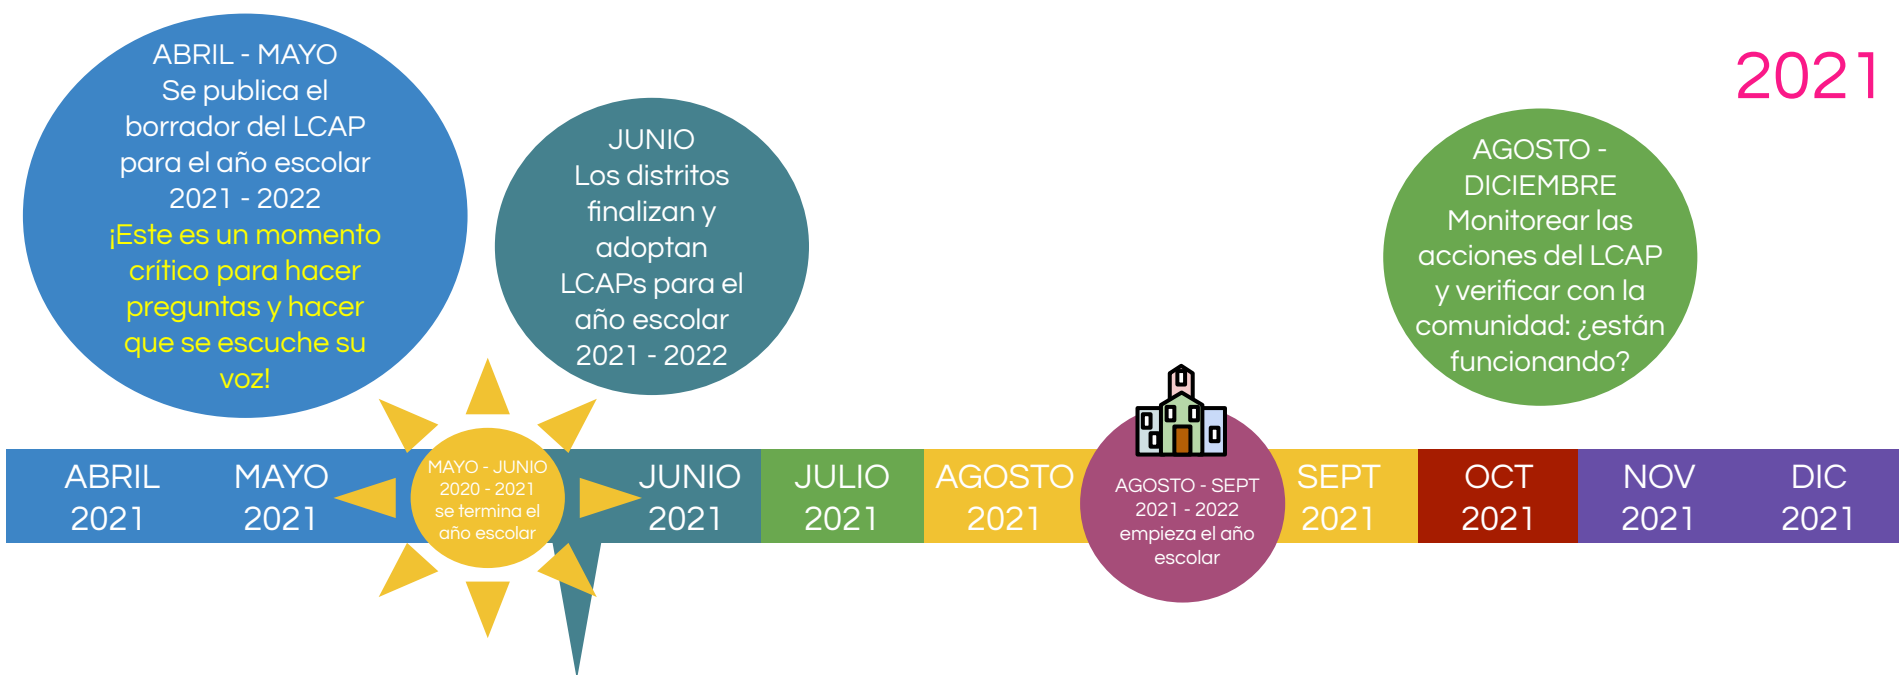 2021
ABRIL - MAYO
Se publica el
borrador del LCAP
para el año escolar
2021 - 2022
¡Este es un momento
crítico para hacer
preguntas y hacer
que se escuche su
voz!
JUNIO
Los distritos
finalizan y
adoptan
LCAPs para el
año escolar
2021 - 2022
AGOSTO -
DICIEMBRE
Monitorear las
acciones del LCAP
y verificar con la
comunidad: ¿están
funcionando?
ABRIL
2021
MAYO
2021
MAYO - JUNIO
2020 - 2021
se termina el
año escolar
JUNIO
2021
JULIO
2021
AGOSTO
2021
AGOSTO - SEPT
2021 - 2022
empieza el año
escolar
SEPT
2021
OCT
2021
NOV
2021
DIC
2021